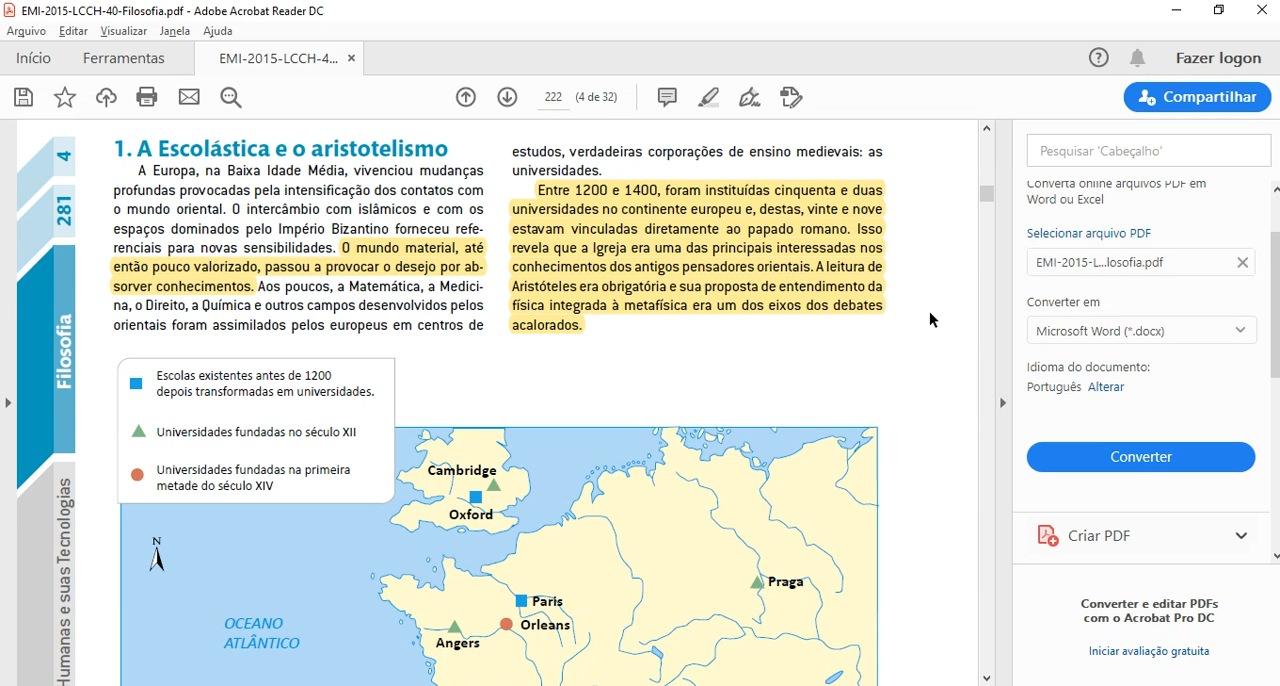 EMI-2015-LCCH-40-Filosofia.pdf - Adobe Acrobat Reader DC
Arquivo Editar Visualizar Janela Ajuda
Início Ferramentas EMI-2015-LCCH-4... Fazer logon
222 (4 de 32) Compartilhar
4
281
Filosofia
Humanas e suas Tecnologias
1. A Escolástica e o aristotelismo
A Europa, na Baixa Idade Média, vivenciou mudanças
profundas provocadas pela intensificação dos contatos com
o mundo oriental. O intercâmbio com islâmicos e com os
espaços dominados pelo Império Bizantino forneceu refe-
renciais para novas sensibilidades. O mundo material, até
então pouco valorizado, passou a provocar o desejo por ab-
sorver conhecimentos. Aos poucos, a Matemática, a Medici-
na, o Direito, a Química e outros campos desenvolvidos pelos
orientais foram assimilados pelos europeus em centros de
estudos, verdadeiras corporações de ensino medievais: as
universidades.
Entre 1200 e 1400, foram instituídas cinquenta e duas
universidades no continente europeu e, destas, vinte e nove
estavam vinculadas diretamente ao papado romano. Isso
revela que a Igreja era uma das principais interessadas nos
conhecimentos dos antigos pensadores orientais. A leitura de
Aristóteles era obrigatória e sua proposta de entendimento da
física integrada à metafísica era um dos eixos dos debates
acalorados.
Escolas existentes antes de 1200
depois transformadas em universidades.
Universidades fundadas no século XII
Universidades fundadas na primeira
metade do século XIV
N
Cambridge
Oxford
Praga
Paris
Orleans
Angers
OCEANO
ATLÂNTICO
Pesquisar 'Cabeçalho'
Converta online arquivos PDF em
Word ou Excel
Selecionar arquivo PDF
EMI-2015-L...losofia.pdf
Converter em
Microsoft Word (*.docx)
Idioma do documento:
Português Alterar
Converter
Criar PDF
Converter e editar PDFs
com o Acrobat Pro DC
Iniciar avaliação gratuita